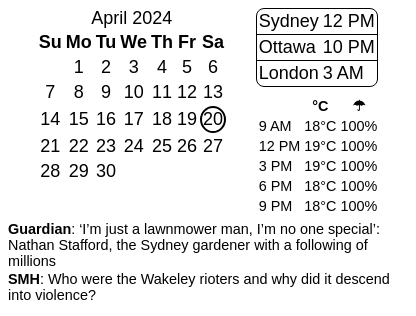 April 2024
Su Mo Tu We Th Fr Sa
1 2 3 4 5 6
7 8 9 10 11 12 13
14 15 16 17 18 19 20
21 22 23 24 25 26 27
28 29 30
Sydney 12 PM
Ottawa 10 PM
London 3 AM
°C ☂
9 AM 18°C 100%
12 PM 19°C 100%
3 PM 19°C 100%
6 PM 18°C 100%
9 PM 18°C 100%
Guardian: ‘I’m just a lawnmower man, I’m no one special’:
Nathan Stafford, the Sydney gardener with a following of
millions
SMH: Who were the Wakeley rioters and why did it descend
into violence?